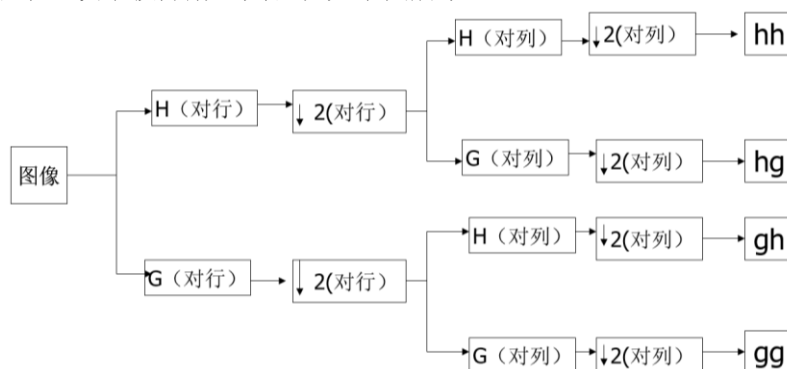 H（对列）
↓2(对列）
hh
H（对行）
↓ 2(对行）
G（对列）
↓2(对列）
hg
图像
H（对列）
↓2(对列）
gh
G（对行）
↓ 2(对行）
G（对列）
↓2(对列）
gg